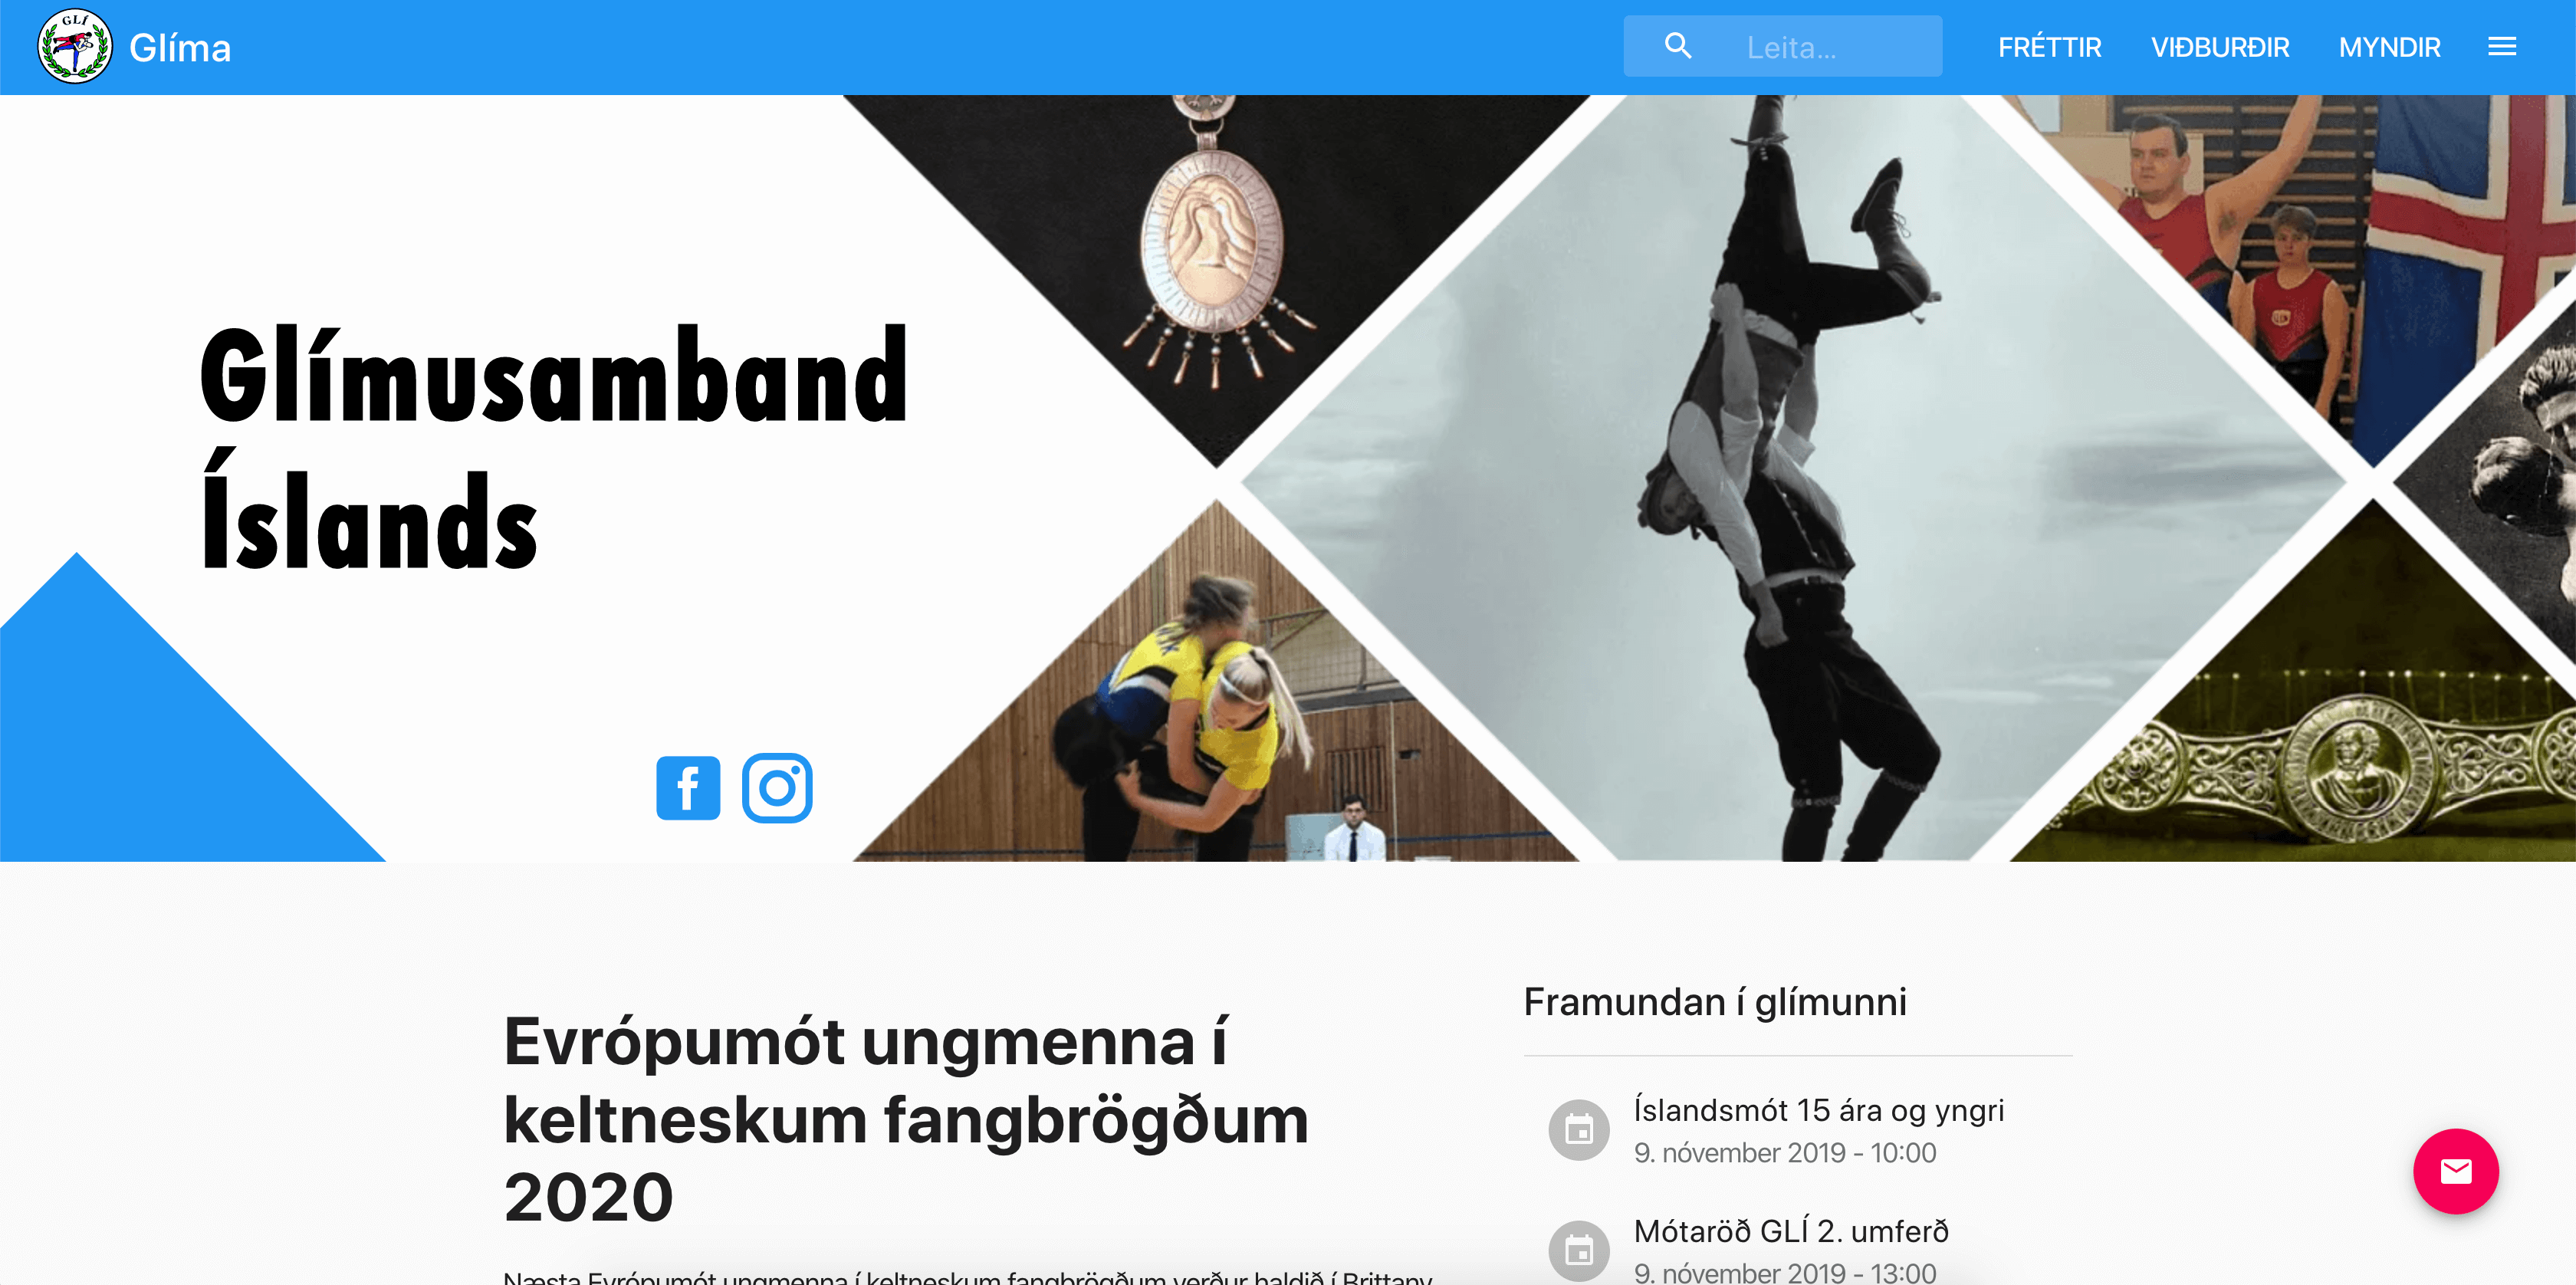 GLÍ
Glíma
Leita...
FRÉTTIR
VIÐBURÐIR
MYNDIR
Glímusamband
Íslands
Evrópumót ungmenna í
keltneskum fangbrögðum
2020
Næsta Evrópumót ungmenna í keltneskum fangbrögðum verður haldið í Brittany
Framundan í glímunni
Íslandsmót 15 ára og yngri
9. nóvember 2019 - 10:00
Mótaröð GLÍ 2. umferð
9. nóvember 2019 - 13:00